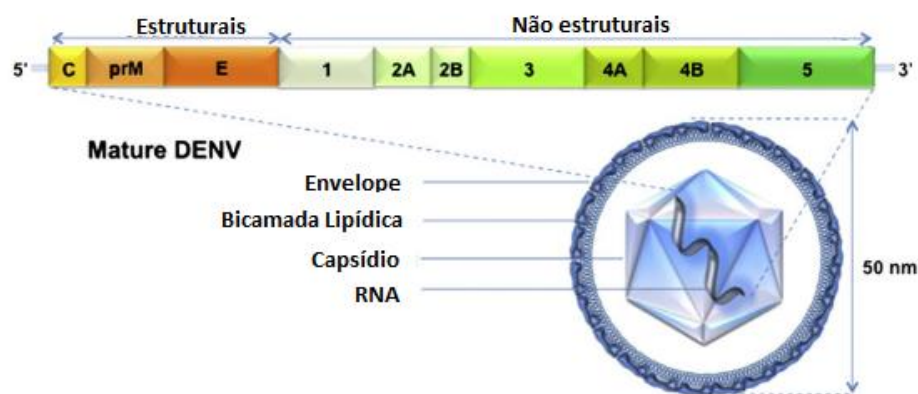 Estruturais
Não estruturais
5' C prM E 1 2A 2B 3 4A 4B 5 3'
Mature DENV
Envelope
Bicamada Lipídica
Capsídio
RNA
50 nm